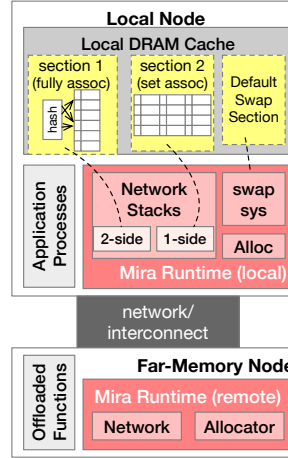 Local Node
Local DRAM Cache
section 1
(fully assoc)
hash
section 2
(set assoc)
Default
Swap
Section
Application
Processes
Network
Stacks
2-side
1-side
swap
sys
Alloc
Mira Runtime (local)
network/
interconnect
Far-Memory Node
Offloaded
Functions
Mira Runtime (remote)
Network
Allocator